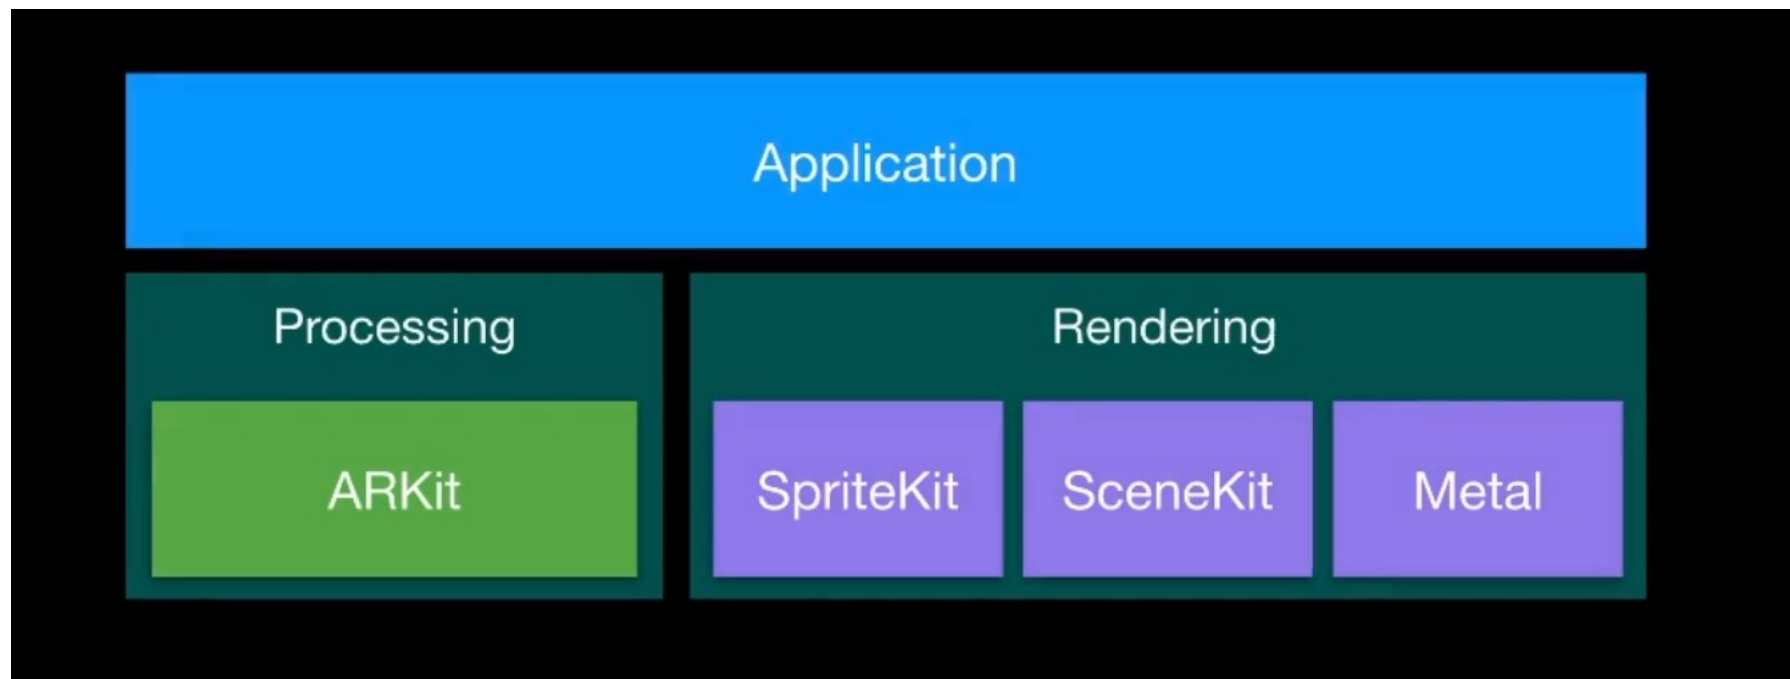 Application
Processing
Rendering
ARKit
SpriteKit
SceneKit
Metal